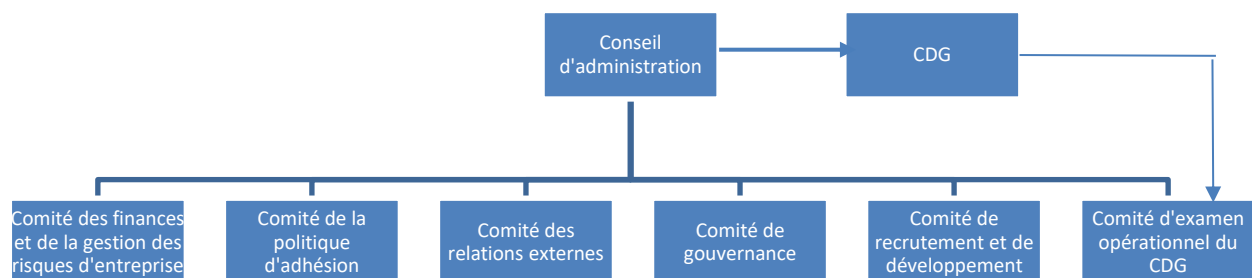 Conseil
d'administration
CDG
Comité des finances
et de la gestion des
risques d'entreprise
Comité de la
politique
d'adhésion
Comité des
relations externes
Comité de
gouvernance
Comité de
recrutement et de
développement
Comité d'examen
opérationnel du
CDG